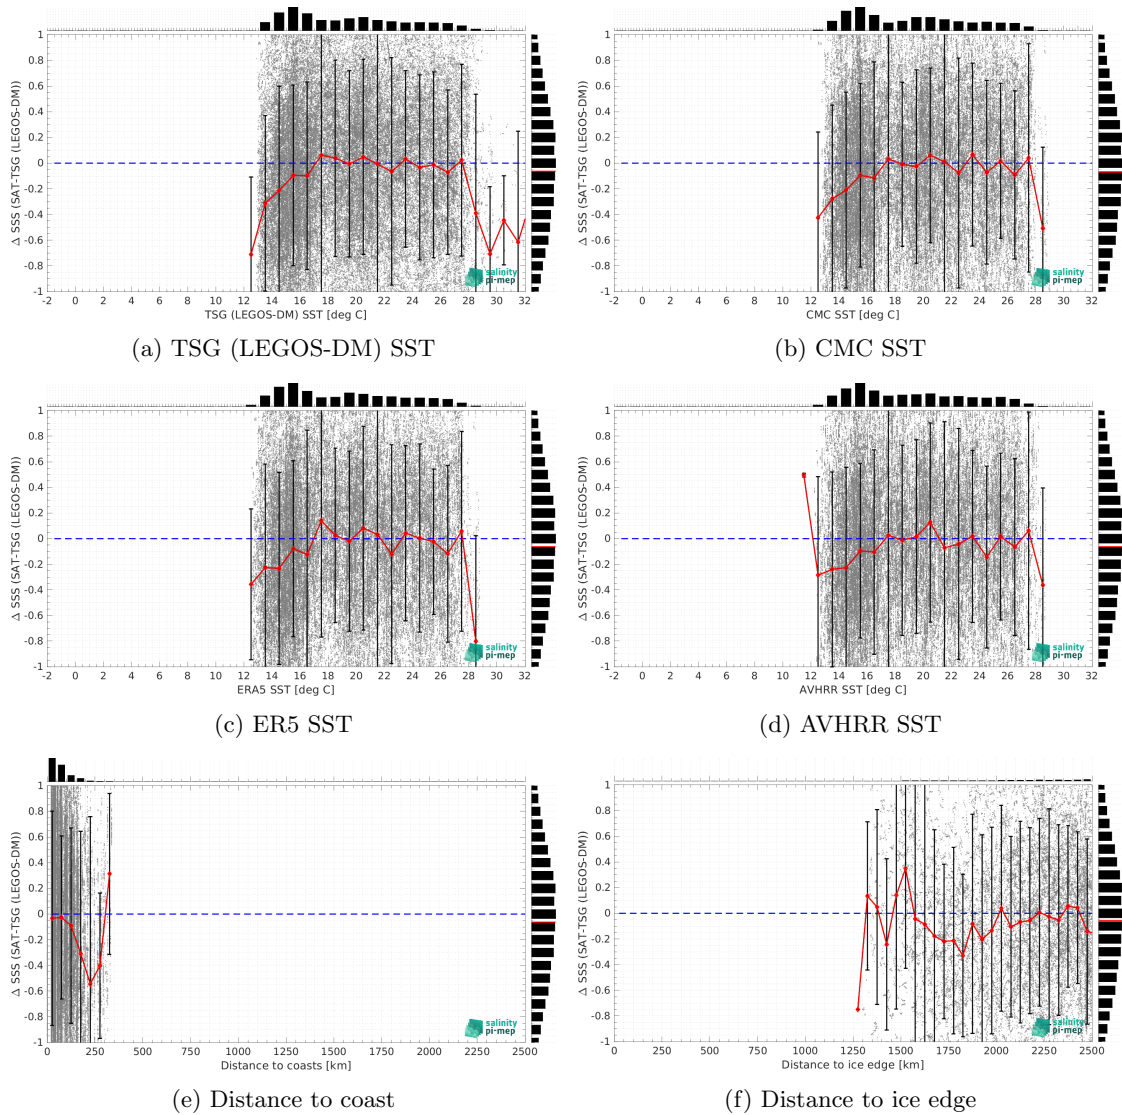 1
0.8
0.6
0.4
0.2
0
-0.2
-0.4
-0.6
-0.8
-1
Δ SSS (SAT-TSG (LEGOS-DM))
-2 0 2 4 6 8 10 12 14 16 18 20 22 24 26 28 30 32
TSG (LEGOS-DM) SST [deg C]
salinity
pi-mep
(a) TSG (LEGOS-DM) SST
1
0.8
0.6
0.4
0.2
0
-0.2
-0.4
-0.6
-0.8
-1
Δ SSS (SAT-TSG (LEGOS-DM))
-2 0 2 4 6 8 10 12 14 16 18 20 22 24 26 28 30 32
CMC SST [deg C]
salinity
pi-mep
(b) CMC SST
1
0.8
0.6
0.4
0.2
0
-0.2
-0.4
-0.6
-0.8
-1
Δ SSS (SAT-TSG (LEGOS-DM))
-2 0 2 4 6 8 10 12 14 16 18 20 22 24 26 28 30 32
ERA5 SST [deg C]
salinity
pi-mep
(c) ER5 SST
1
0.8
0.6
0.4
0.2
0
-0.2
-0.4
-0.6
-0.8
-1
Δ SSS (SAT-TSG (LEGOS-DM))
-2 0 2 4 6 8 10 12 14 16 18 20 22 24 26 28 30 32
AVHRR SST [deg C]
salinity
pi-mep
(d) AVHRR SST
1
0.8
0.6
0.4
0.2
0
-0.2
-0.4
-0.6
-0.8
-1
Δ SSS (SAT-TSG (LEGOS-DM))
0 250 500 750 1000 1250 1500 1750 2000 2250 2500
Distance to coasts [km]
salinity
pi-mep
(e) Distance to coast
1
0.8
0.6
0.4
0.2
0
-0.2
-0.4
-0.6
-0.8
-1
Δ SSS (SAT-TSG (LEGOS-DM))
0 250 500 750 1000 1250 1500 1750 2000 2250 2500
Distance to ice edge [km]
salinity
pi-mep
(f) Distance to ice edge